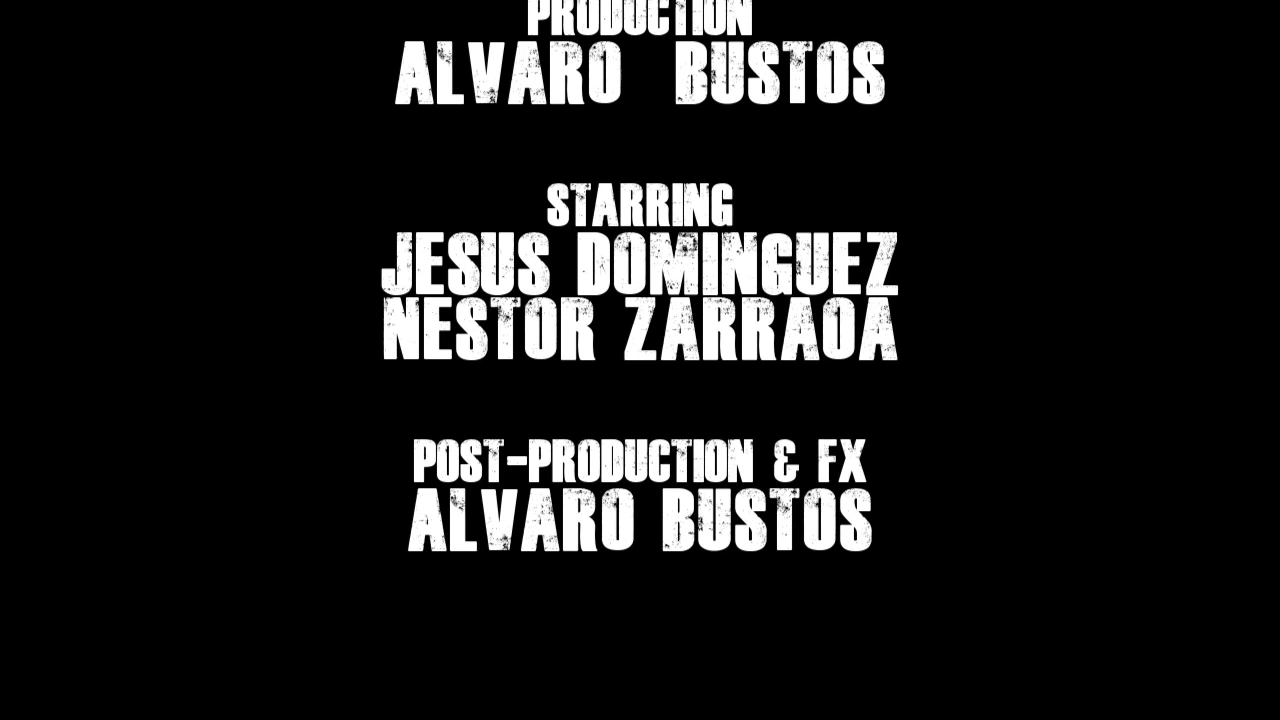 PRODUCTION
ALVARO BUSTOS
STARRING
JESUS DOMINGUEZ
NESTOR ZARRAOA
POST-PRODUCTION & FX
ALVARO BUSTOS